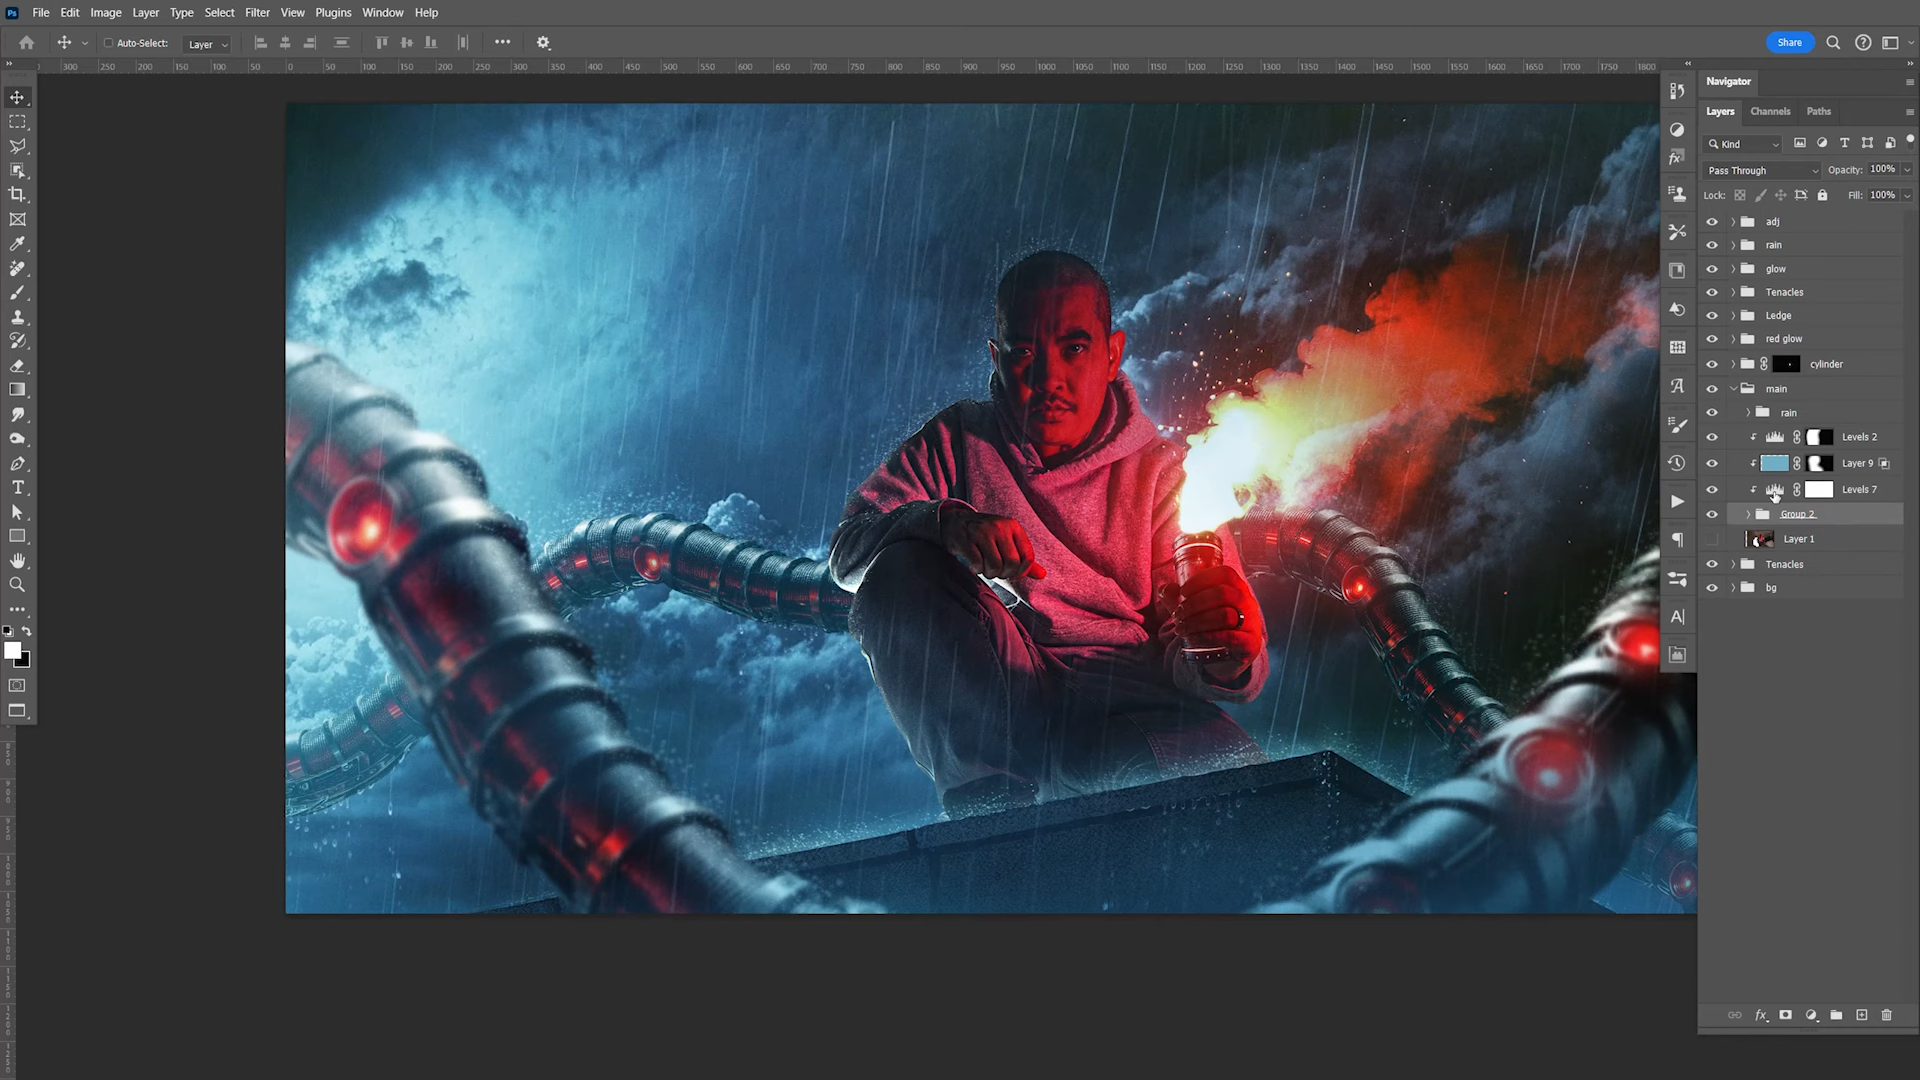 Ps File Edit Image Layer Type Select Filter View Plugins Window Help
Auto-Select: Layer Share
300 250 200 150 100 50 0 50 100 150 200 250 300 350 400 450 500 550 600 650 700 750 800 850 900 950 1000 1050 1100 1150 1200 1250 1300 1350 1400 1450 1500 1550 1600 1650 1700 1750 1800
Navigator
Layers Channels Paths
Kind
Pass Through Opacity: 100%
Lock: Fill: 100%
adj
rain
glow
Tenacles
Ledge
red glow
cylinder
main
rain
Levels 2
Layer 9
Levels 7
Group 2
Layer 1
Tenacles
bg